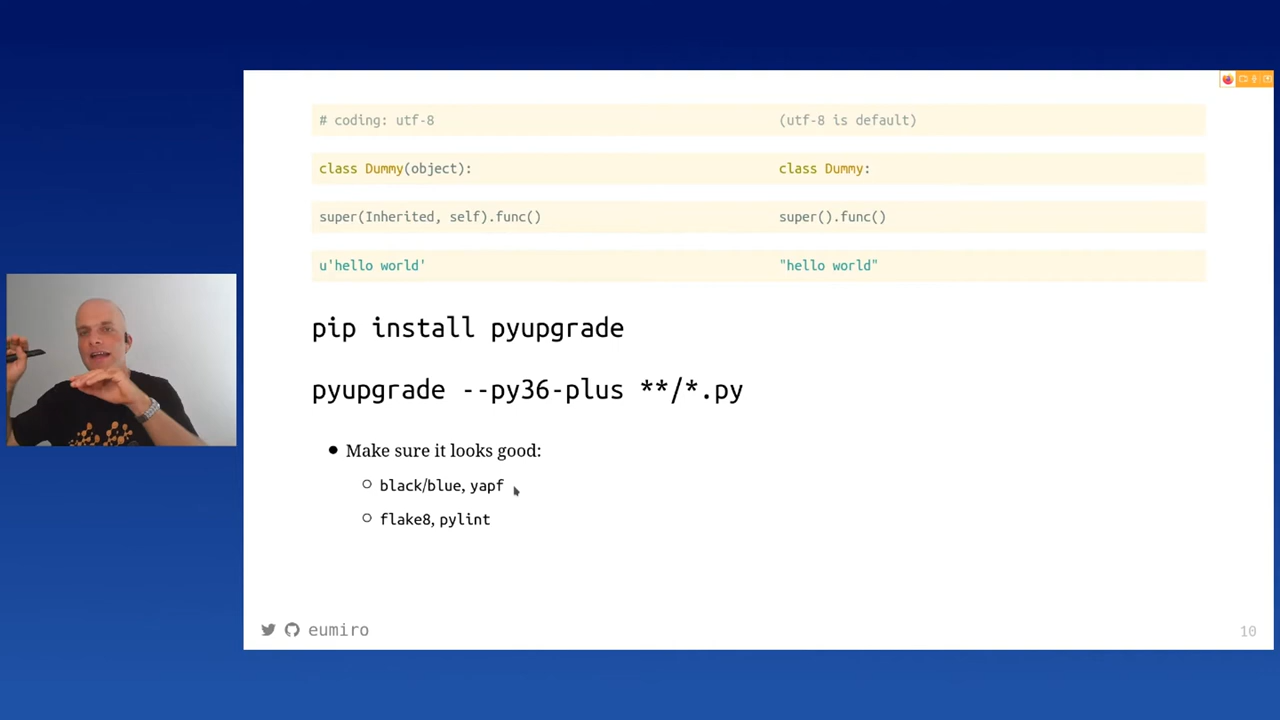 # coding: utf-8 (utf-8 is default)
class Dummy(object): class Dummy:
super(Inherited, self).func() super().func()
u'hello world' "hello world"
pip install pyupgrade
pyupgrade --py36-plus **/*.py
Make sure it looks good:
black/blue, yapf
flake8, pylint
eumiro
10